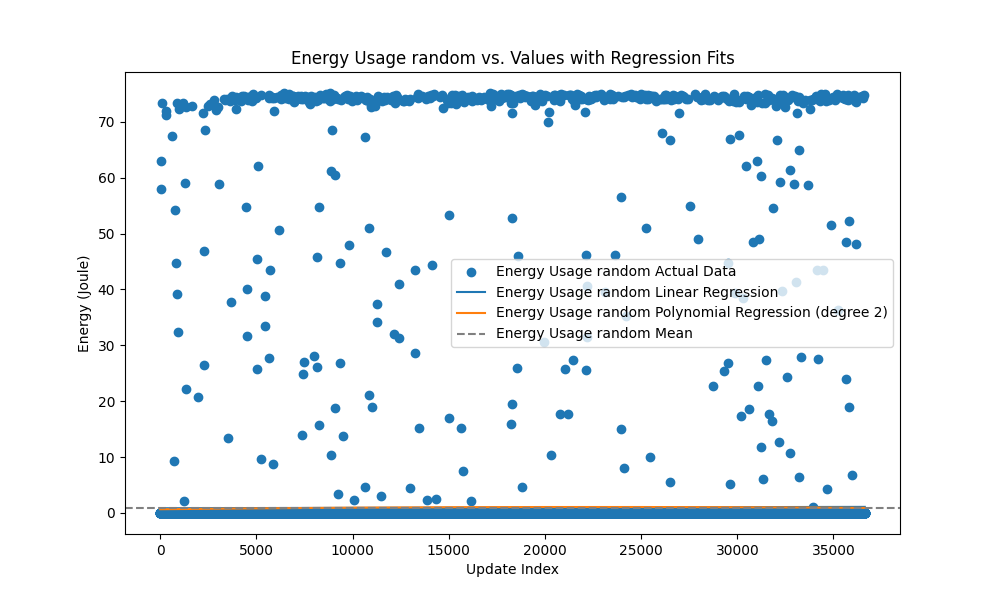 Energy Usage random vs. Values with Regression Fits
Energy (Joule)
70
60
50
40
30
20
10
0
Energy Usage random Actual Data
Energy Usage random Linear Regression
Energy Usage random Polynomial Regression (degree 2)
Energy Usage random Mean
0 5000 10000 15000 20000 25000 30000 35000
Update Index